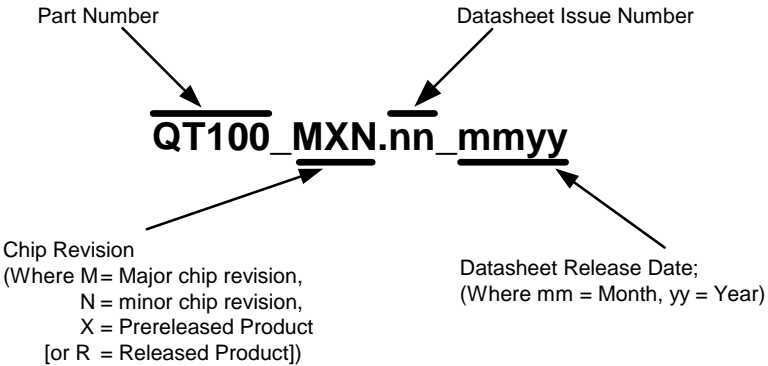 Part Number
Datasheet Issue Number
QT100_MXN.nn_mmyy
Chip Revision
(Where M= Major chip revision,
N = minor chip revision,
X = Prereleased Product
[or R = Released Product])
Datasheet Release Date;
(Where mm = Month, yy = Year)